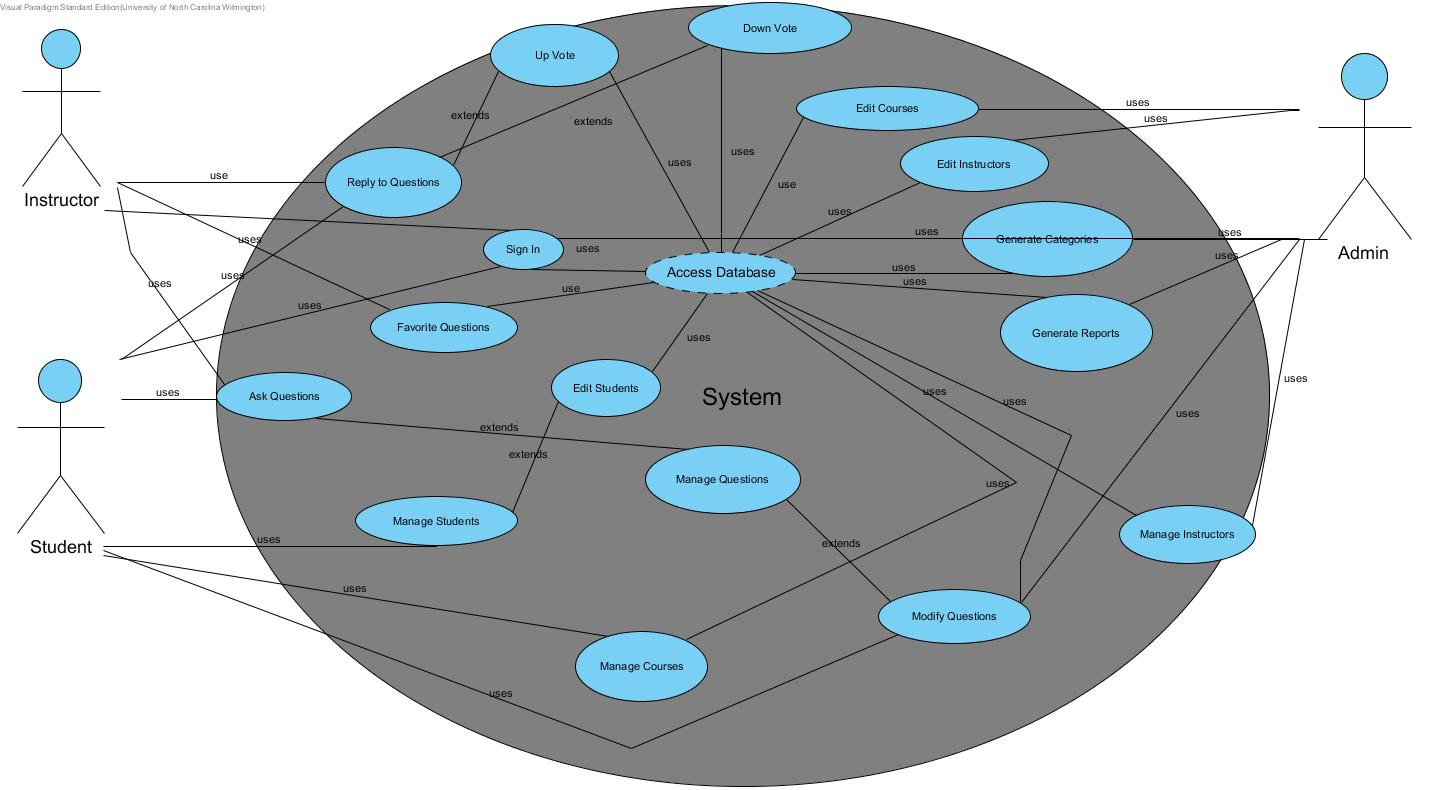 Visual Paradigm Standard Edition(University of North Carolina Wilmington)
Down Vote
Up Vote
Edit Courses
uses
extends
extends
uses
uses
uses
Edit Instructors
use
Reply to Questions
use
Instructor
uses
uses
Sign In
uses
uses
Generate Categories
uses
Admin
uses
uses
Access Database
uses
uses
uses
uses
use
uses
Favorite Questions
Generate Reports
uses
uses
Edit Students
uses
Ask Questions
System
uses
uses
uses
extends
extends
Manage Questions
uses
Manage Students
Manage Instructors
uses
Student
extends
uses
Modify Questions
Manage Courses
uses